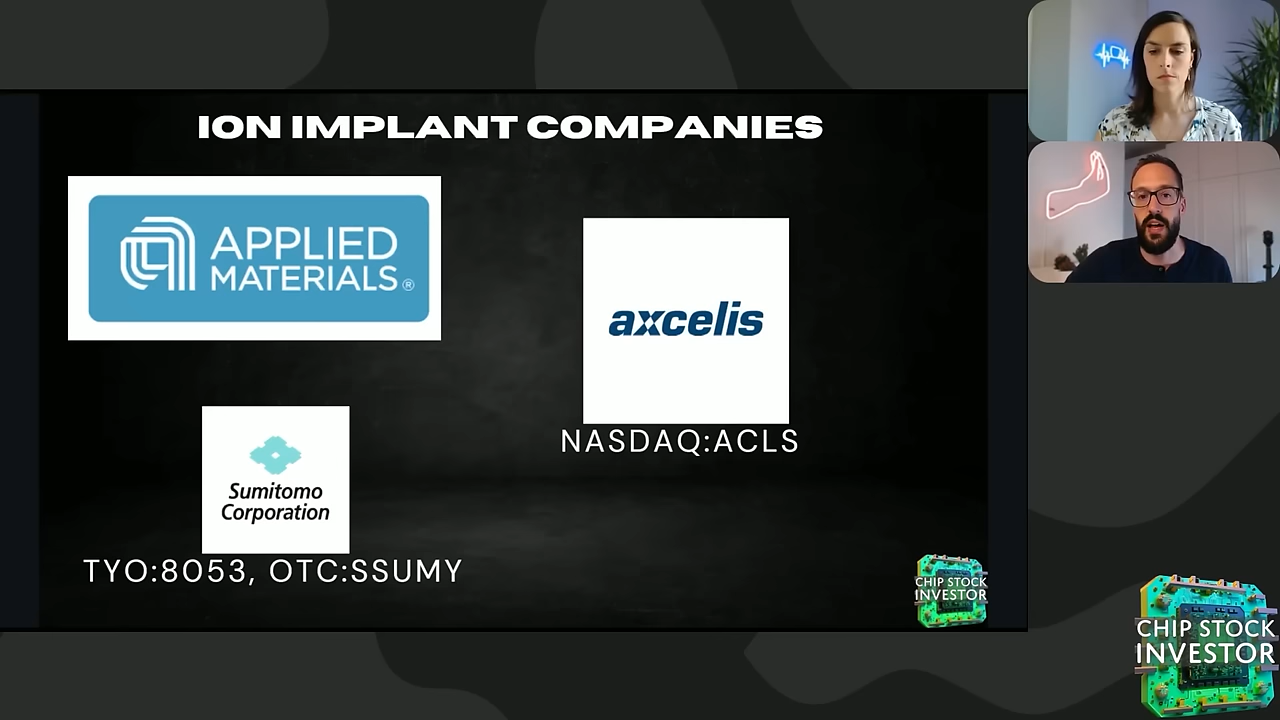 ION IMPLANT COMPANIES
APPLIED
MATERIALS®
axcelis
NASDAQ:ACLS
Sumitomo
Corporation
TYO:8053, OTC:SSUMY
CHIP STOCK
INVESTOR
CHIP STOCK
INVESTOR